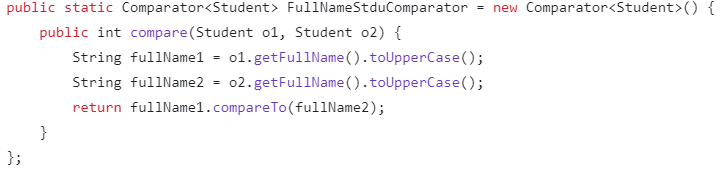 public static Comparator<Student> FullNameStduComparator = new Comparator<Student>() {
    public int compare(Student o1, Student o2) {
        String fullName1 = o1.getFullName().toUpperCase();
        String fullName2 = o2.getFullName().toUpperCase();
        return fullName1.compareTo(fullName2);
    }
};